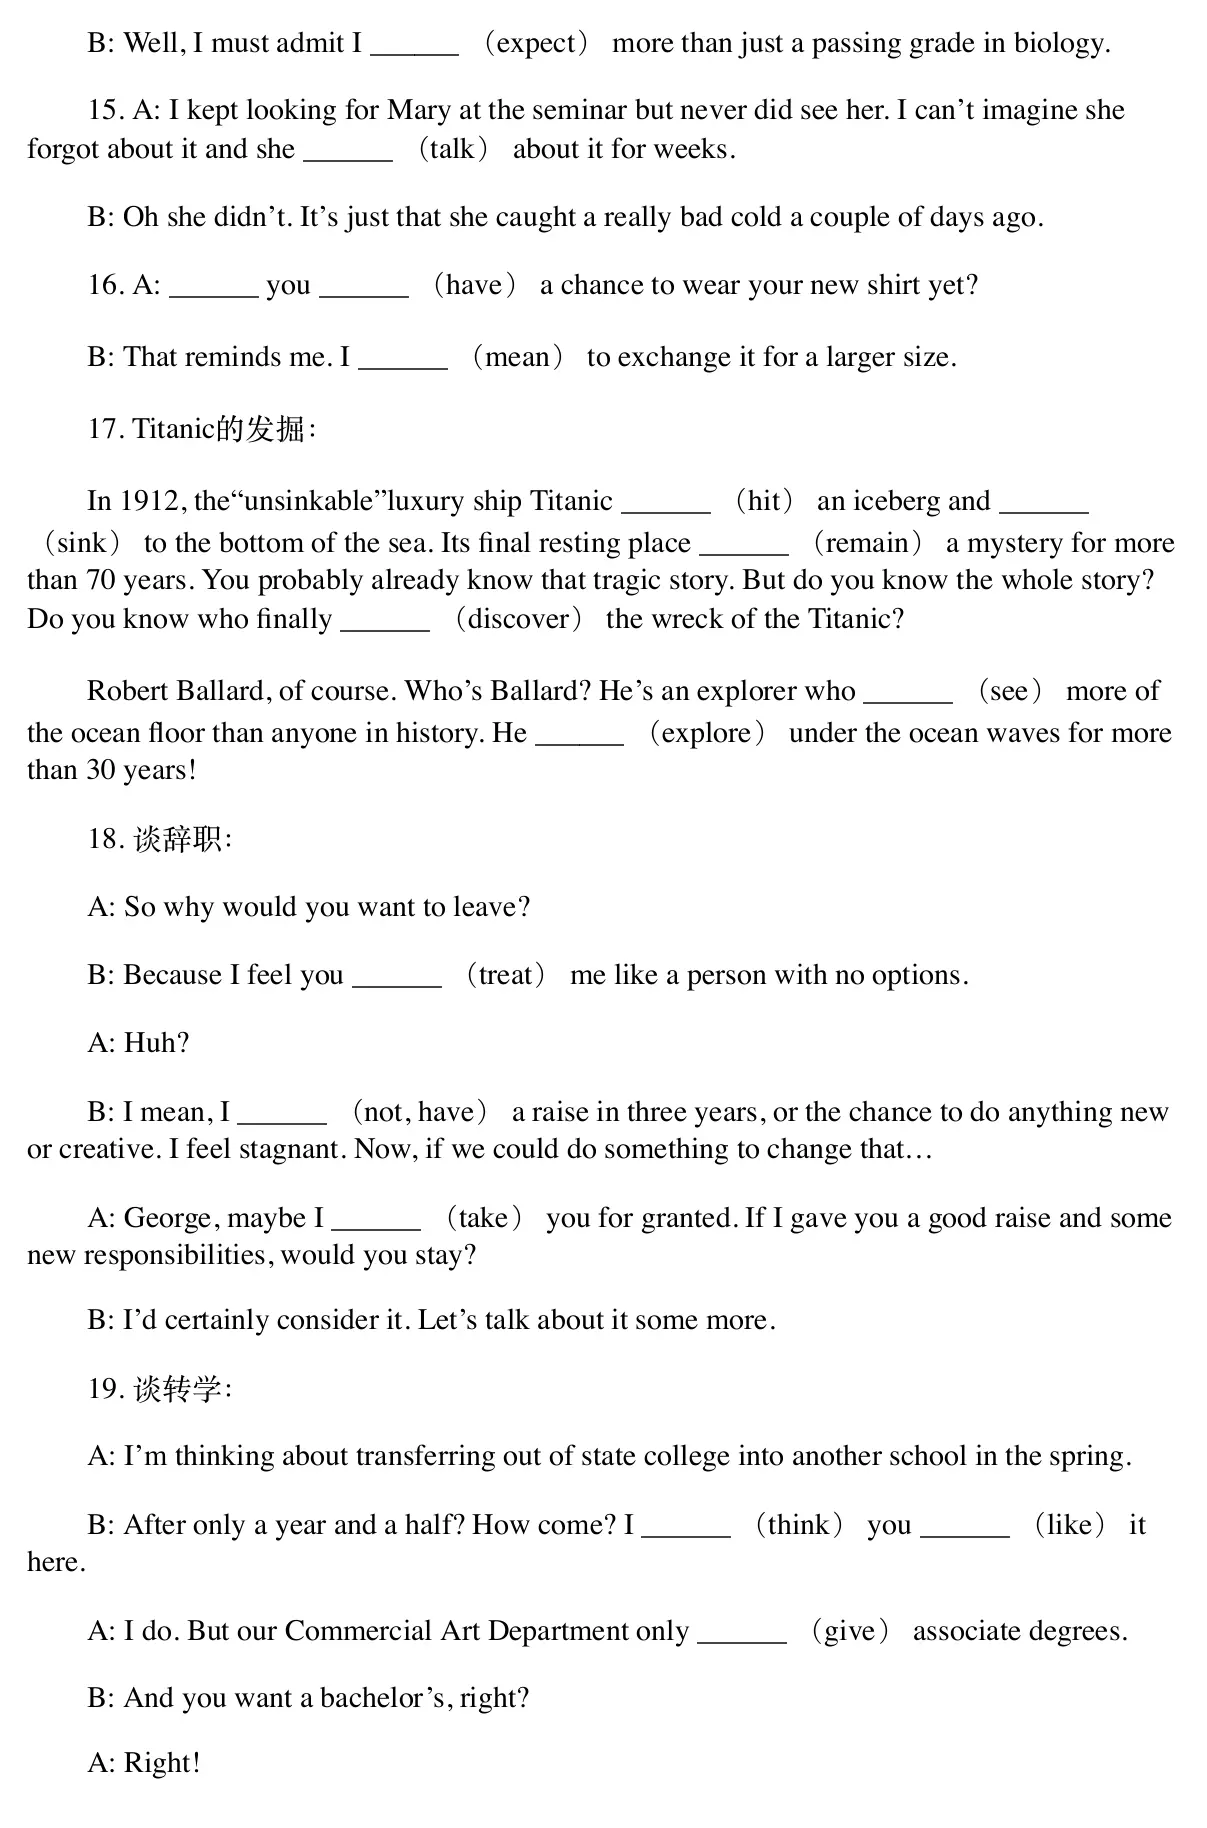 B: Well, I must admit I ______ （expect） more than just a passing grade in biology.
15. A: I kept looking for Mary at the seminar but never did see her. I can’t imagine she
forgot about it and she ______ （talk） about it for weeks.
B: Oh she didn’t. It’s just that she caught a really bad cold a couple of days ago.
16. A: ______ you ______ （have） a chance to wear your new shirt yet?
B: That reminds me. I ______ （mean） to exchange it for a larger size.
17. Titanic的发掘：
In 1912, the“unsinkable”luxury ship Titanic ______ （hit） an iceberg and ______
（sink） to the bottom of the sea. Its final resting place ______ （remain） a mystery for more
than 70 years. You probably already know that tragic story. But do you know the whole story?
Do you know who finally ______ （discover） the wreck of the Titanic?
Robert Ballard, of course. Who’s Ballard? He’s an explorer who ______ （see） more of
the ocean floor than anyone in history. He ______ （explore） under the ocean waves for more
than 30 years!
18. 谈辞职：
A: So why would you want to leave?
B: Because I feel you ______ （treat） me like a person with no options.
A: Huh?
B: I mean, I ______ （not, have） a raise in three years, or the chance to do anything new
or creative. I feel stagnant. Now, if we could do something to change that…
A: George, maybe I ______ （take） you for granted. If I gave you a good raise and some
new responsibilities, would you stay?
B: I’d certainly consider it. Let’s talk about it some more.
19. 谈转学：
A: I’m thinking about transferring out of state college into another school in the spring.
B: After only a year and a half? How come? I ______ （think） you ______ （like） it
here.
A: I do. But our Commercial Art Department only ______ （give） associate degrees.
B: And you want a bachelor’s, right?
A: Right!